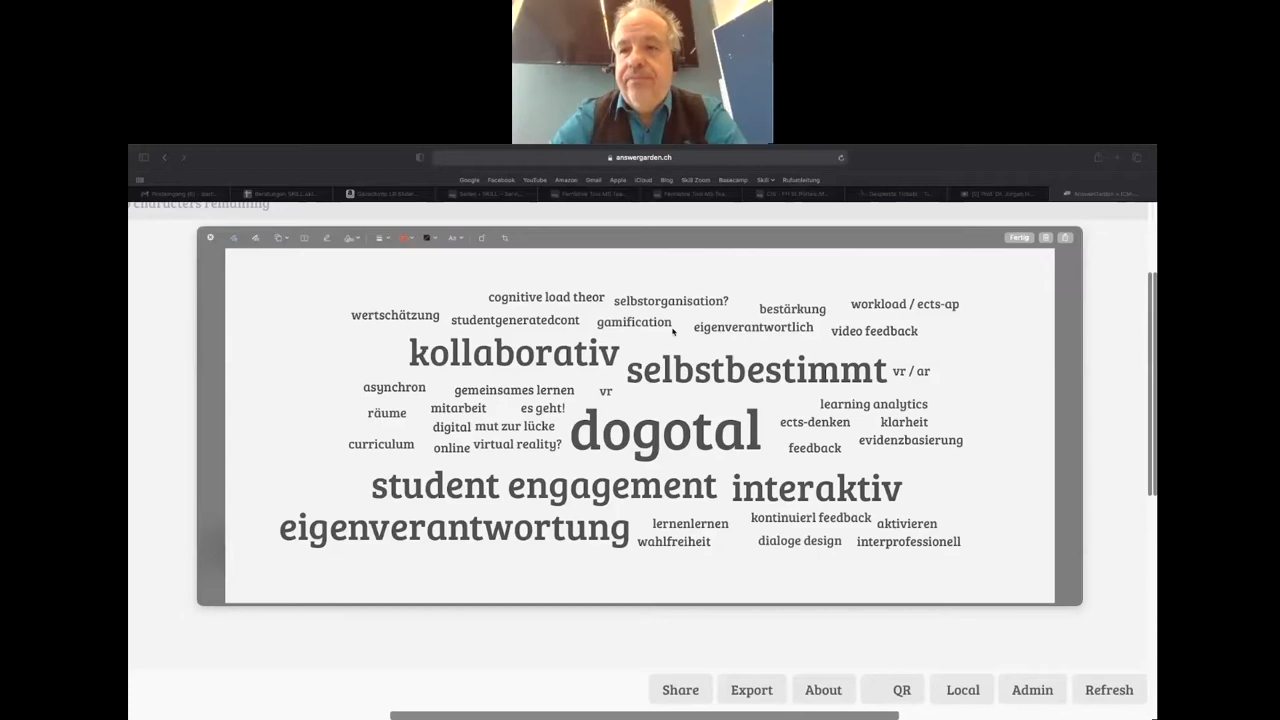 answergarden.ch
Google Facebook YouTube Amazon Gmail Apple iCloud Blog Skill Zoom Basecamp Skill Rufumleitung
characters remaining
Fertig
cognitive load theor selbstorganisation? bestärkung workload / ects-ap
wertschätzung studentgeneratedcont gamification eigenverantwortlich video feedback
kollaborativ selbstbestimmt vr / ar
asynchron gemeinsames lernen vr learning analytics
räume mitarbeit es geht! dogotal ects-denken klarheit
digital mut zur lücke evidenzbasierung
curriculum online virtual reality? feedback
student engagement interaktiv
eigenverantwortung lernenlernen kontinuierl feedback aktivieren
wahlfreiheit dialoge design interprofessionell
Share Export About QR Local Admin Refresh